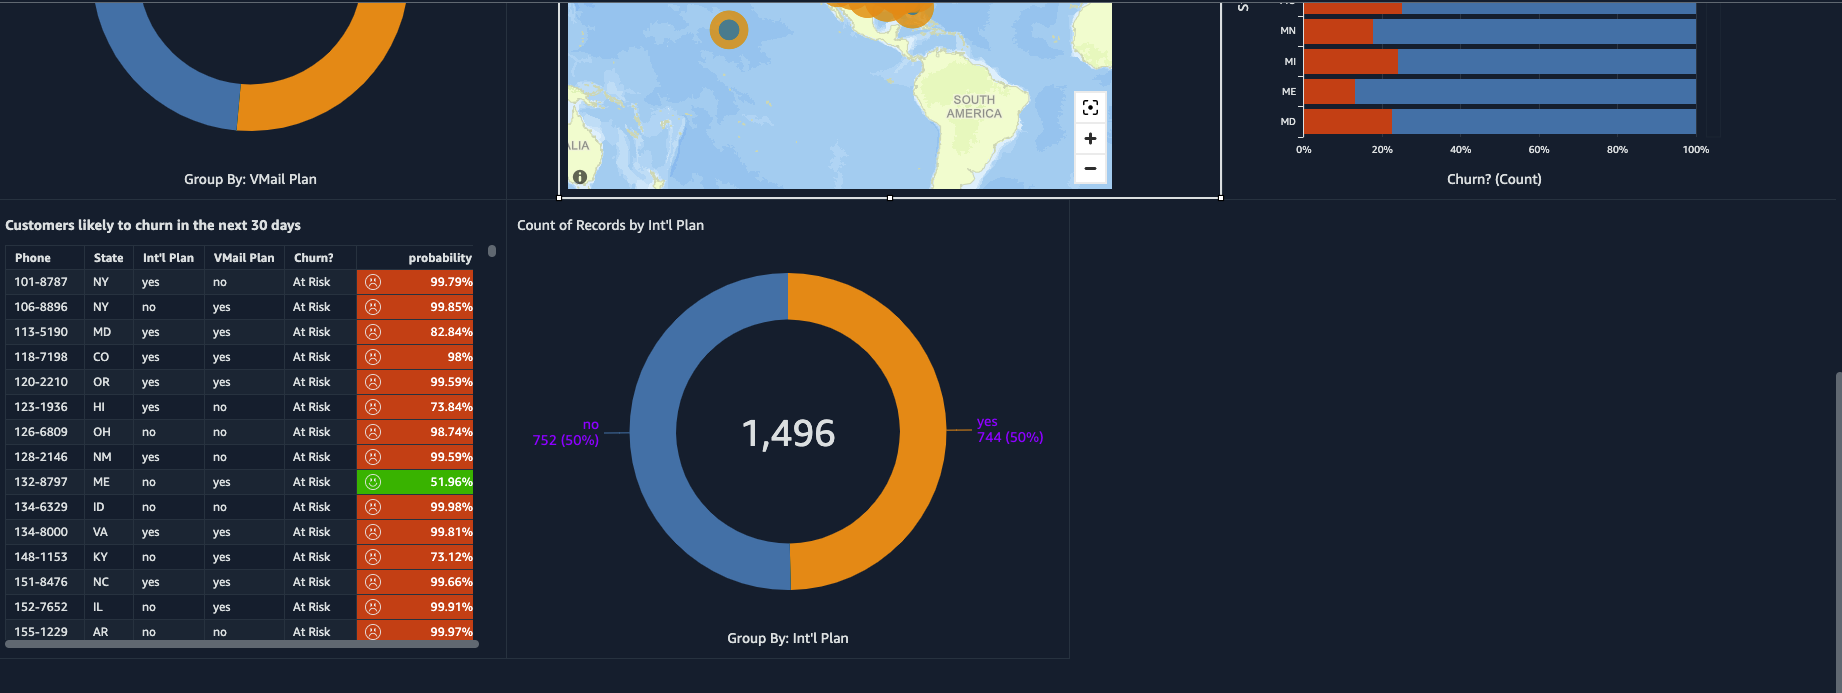 Group By: VMail Plan
SOUTH
AMERICA
ALIA
MN
MI
ME
MD
0% 20% 40% 60% 80% 100%
Churn? (Count)
Customers likely to churn in the next 30 days
Phone State Int'l Plan VMail Plan Churn? probability
101-8787 NY yes no At Risk 99.79%
106-8896 NY no yes At Risk 99.85%
113-5190 MD yes yes At Risk 82.84%
118-7198 CO yes yes At Risk 98%
120-2210 OR yes yes At Risk 99.59%
123-1936 HI yes no At Risk 73.84%
126-6809 OH no no At Risk 98.74%
128-2146 NM yes no At Risk 99.59%
132-8797 ME no yes At Risk 51.96%
134-6329 ID no no At Risk 99.98%
134-8000 VA yes yes At Risk 99.81%
148-1153 KY no yes At Risk 73.12%
151-8476 NC yes yes At Risk 99.66%
152-7652 IL no yes At Risk 99.91%
155-1229 AR no no At Risk 99.97%
Count of Records by Int'l Plan
no
752 (50%)
1,496
yes
744 (50%)
Group By: Int'l Plan